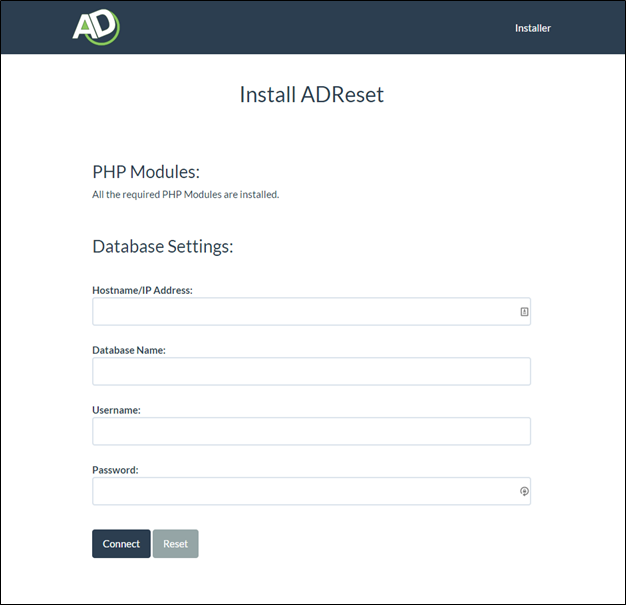 AD
Installer
Install ADReset
PHP Modules:
All the required PHP Modules are installed.
Database Settings:
Hostname/IP Address:
Database Name:
Username:
Password:
Connect Reset